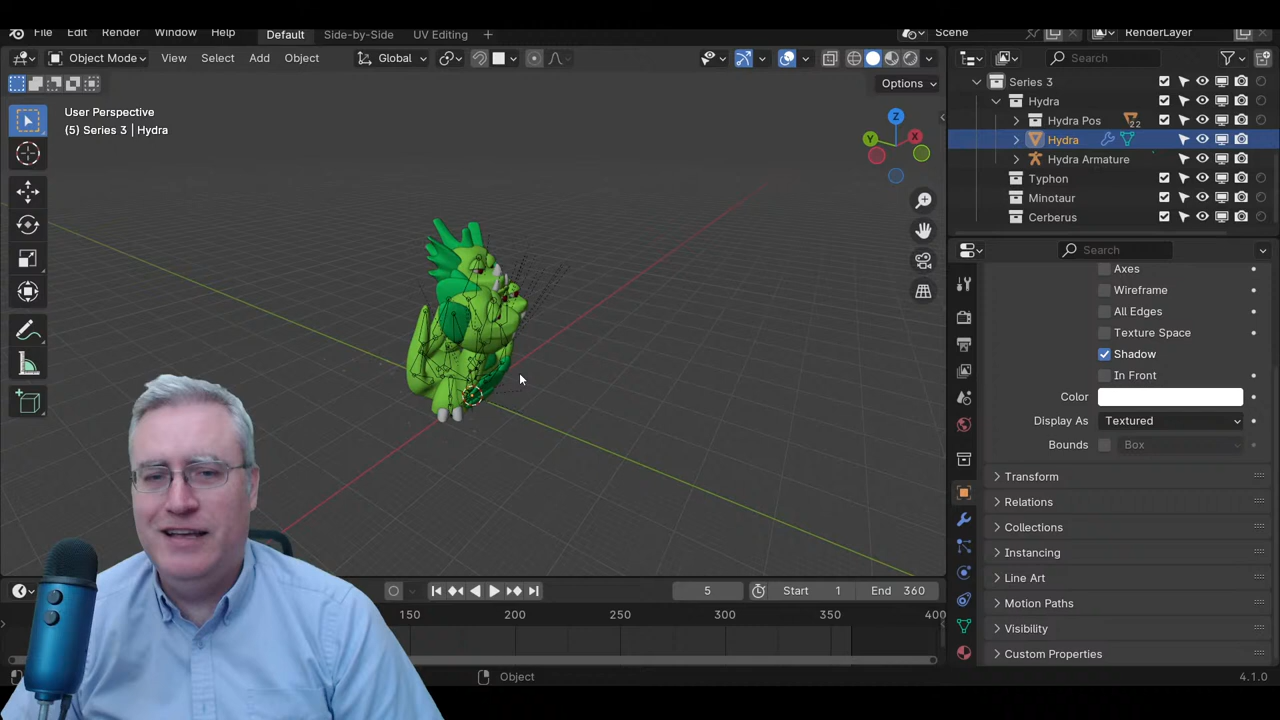 File Edit Render Window Help Default Side-by-Side UV Editing + Scene RenderLayer
Object Mode View Select Add Object Global Search
Options
User Perspective
(5) Series 3 | Hydra
Series 3
Hydra
Hydra Pos 22
Hydra
Hydra Armature
Typhon
Minotaur
Cerberus
Z
Y
X
Search
Axes
Wireframe
All Edges
Texture Space
Shadow
In Front
Color
Display As Textured
Bounds Box
Transform
Relations
Collections
Instancing
Line Art
Motion Paths
Visibility
Custom Properties
5 Start 1 End 360
150 200 250 300 350 400
Object 4.1.0